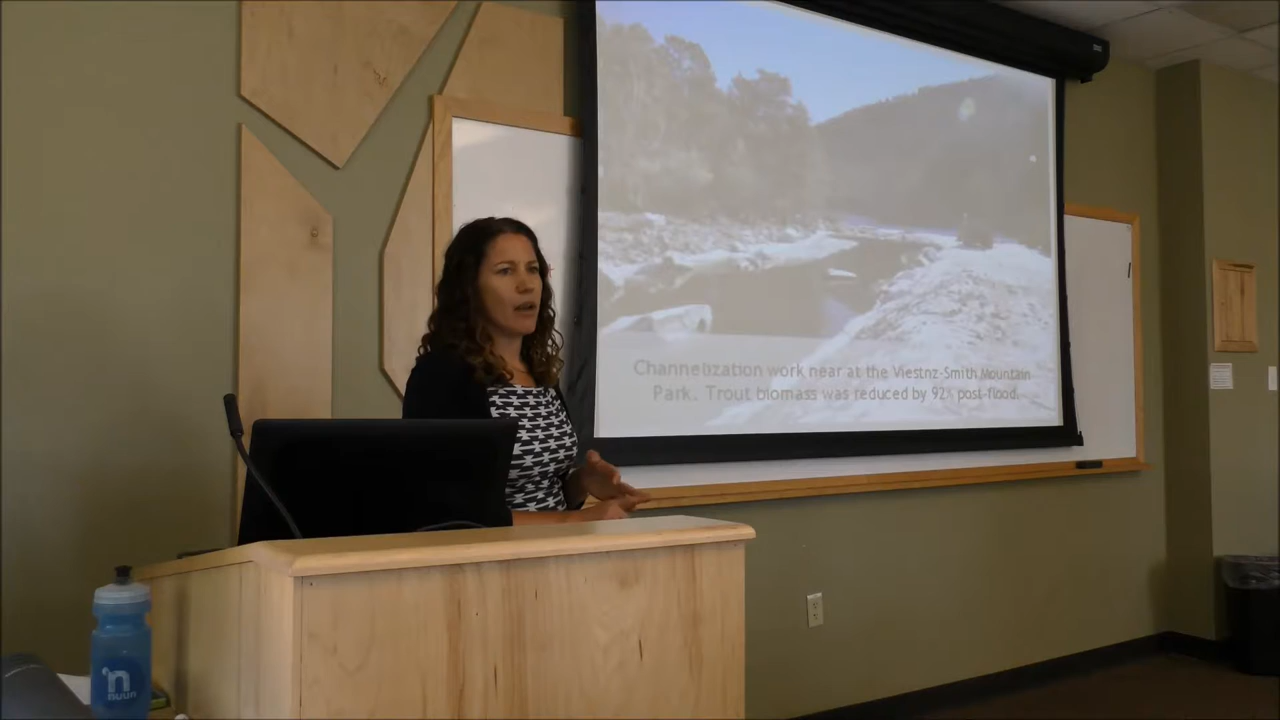 Channelization work near at the Viestnz-Smith Mountain
Park. Trout biomass was reduced by 92% post-flood.
n
nuun